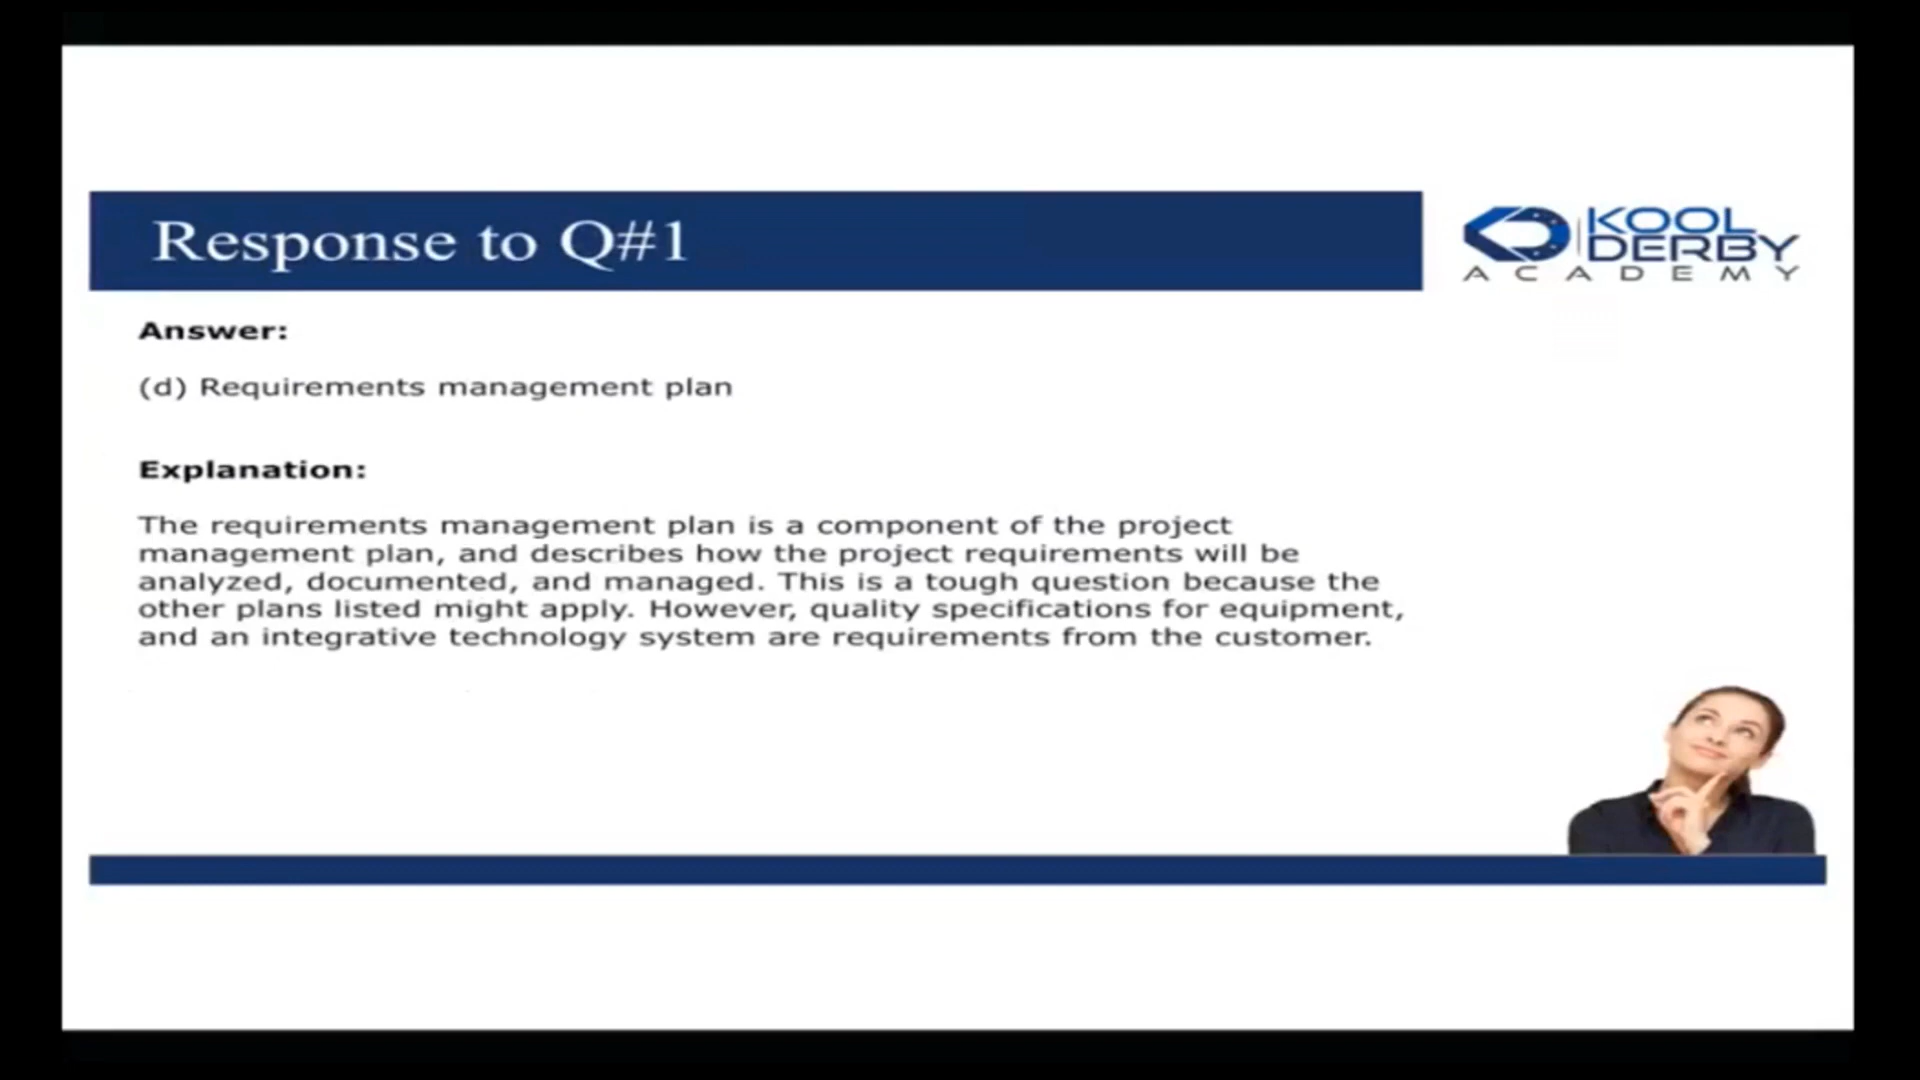 Response to Q#1
KOOL
DERBY
ACADEMY
Answer:
(d) Requirements management plan
Explanation:
The requirements management plan is a component of the project
management plan, and describes how the project requirements will be
analyzed, documented, and managed. This is a tough question because the
other plans listed might apply. However, quality specifications for equipment,
and an integrative technology system are requirements from the customer.